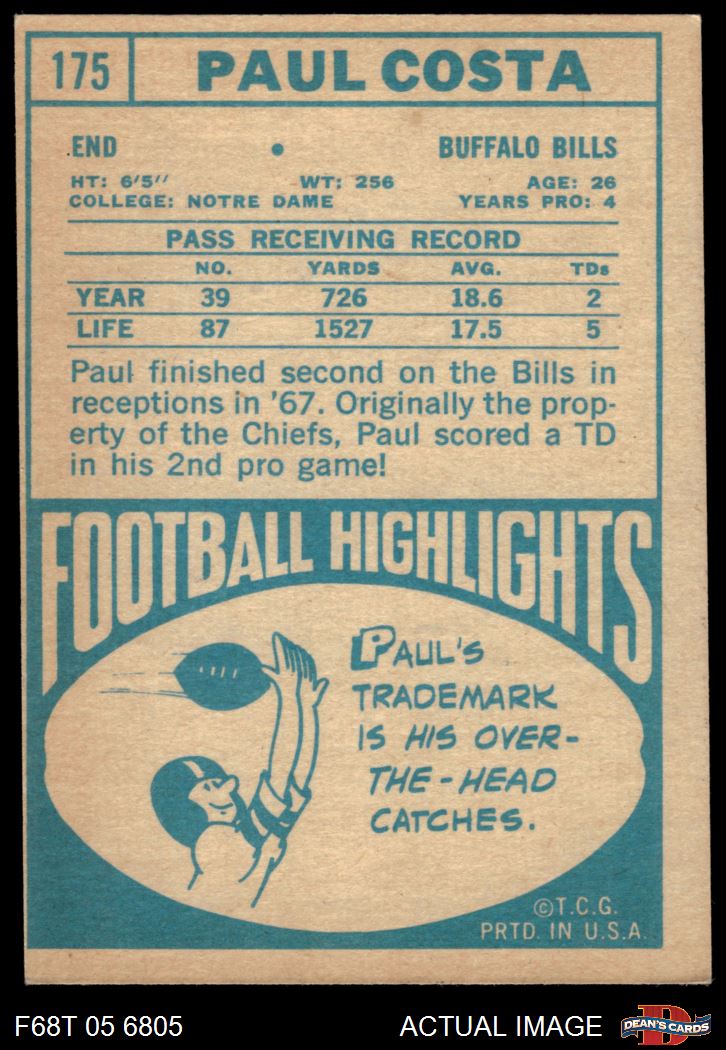 175 PAUL COSTA
END • BUFFALO BILLS
HT: 6'5" WT: 256 AGE: 26
COLLEGE: NOTRE DAME YEARS PRO: 4
PASS RECEIVING RECORD
NO. YARDS AVG. TDs
YEAR 39 726 18.6 2
LIFE 87 1527 17.5 5
Paul finished second on the Bills in
receptions in '67. Originally the prop-
erty of the Chiefs, Paul scored a TD
in his 2nd pro game!
FOOTBALL HIGHLIGHTS
PAUL'S
TRADEMARK
IS HIS OVER-
THE-HEAD
CATCHES.
©T.C.G.
PRTD. IN U.S.A.
F68T 05 6805 ACTUAL IMAGE
D
DEAN'S CARDS